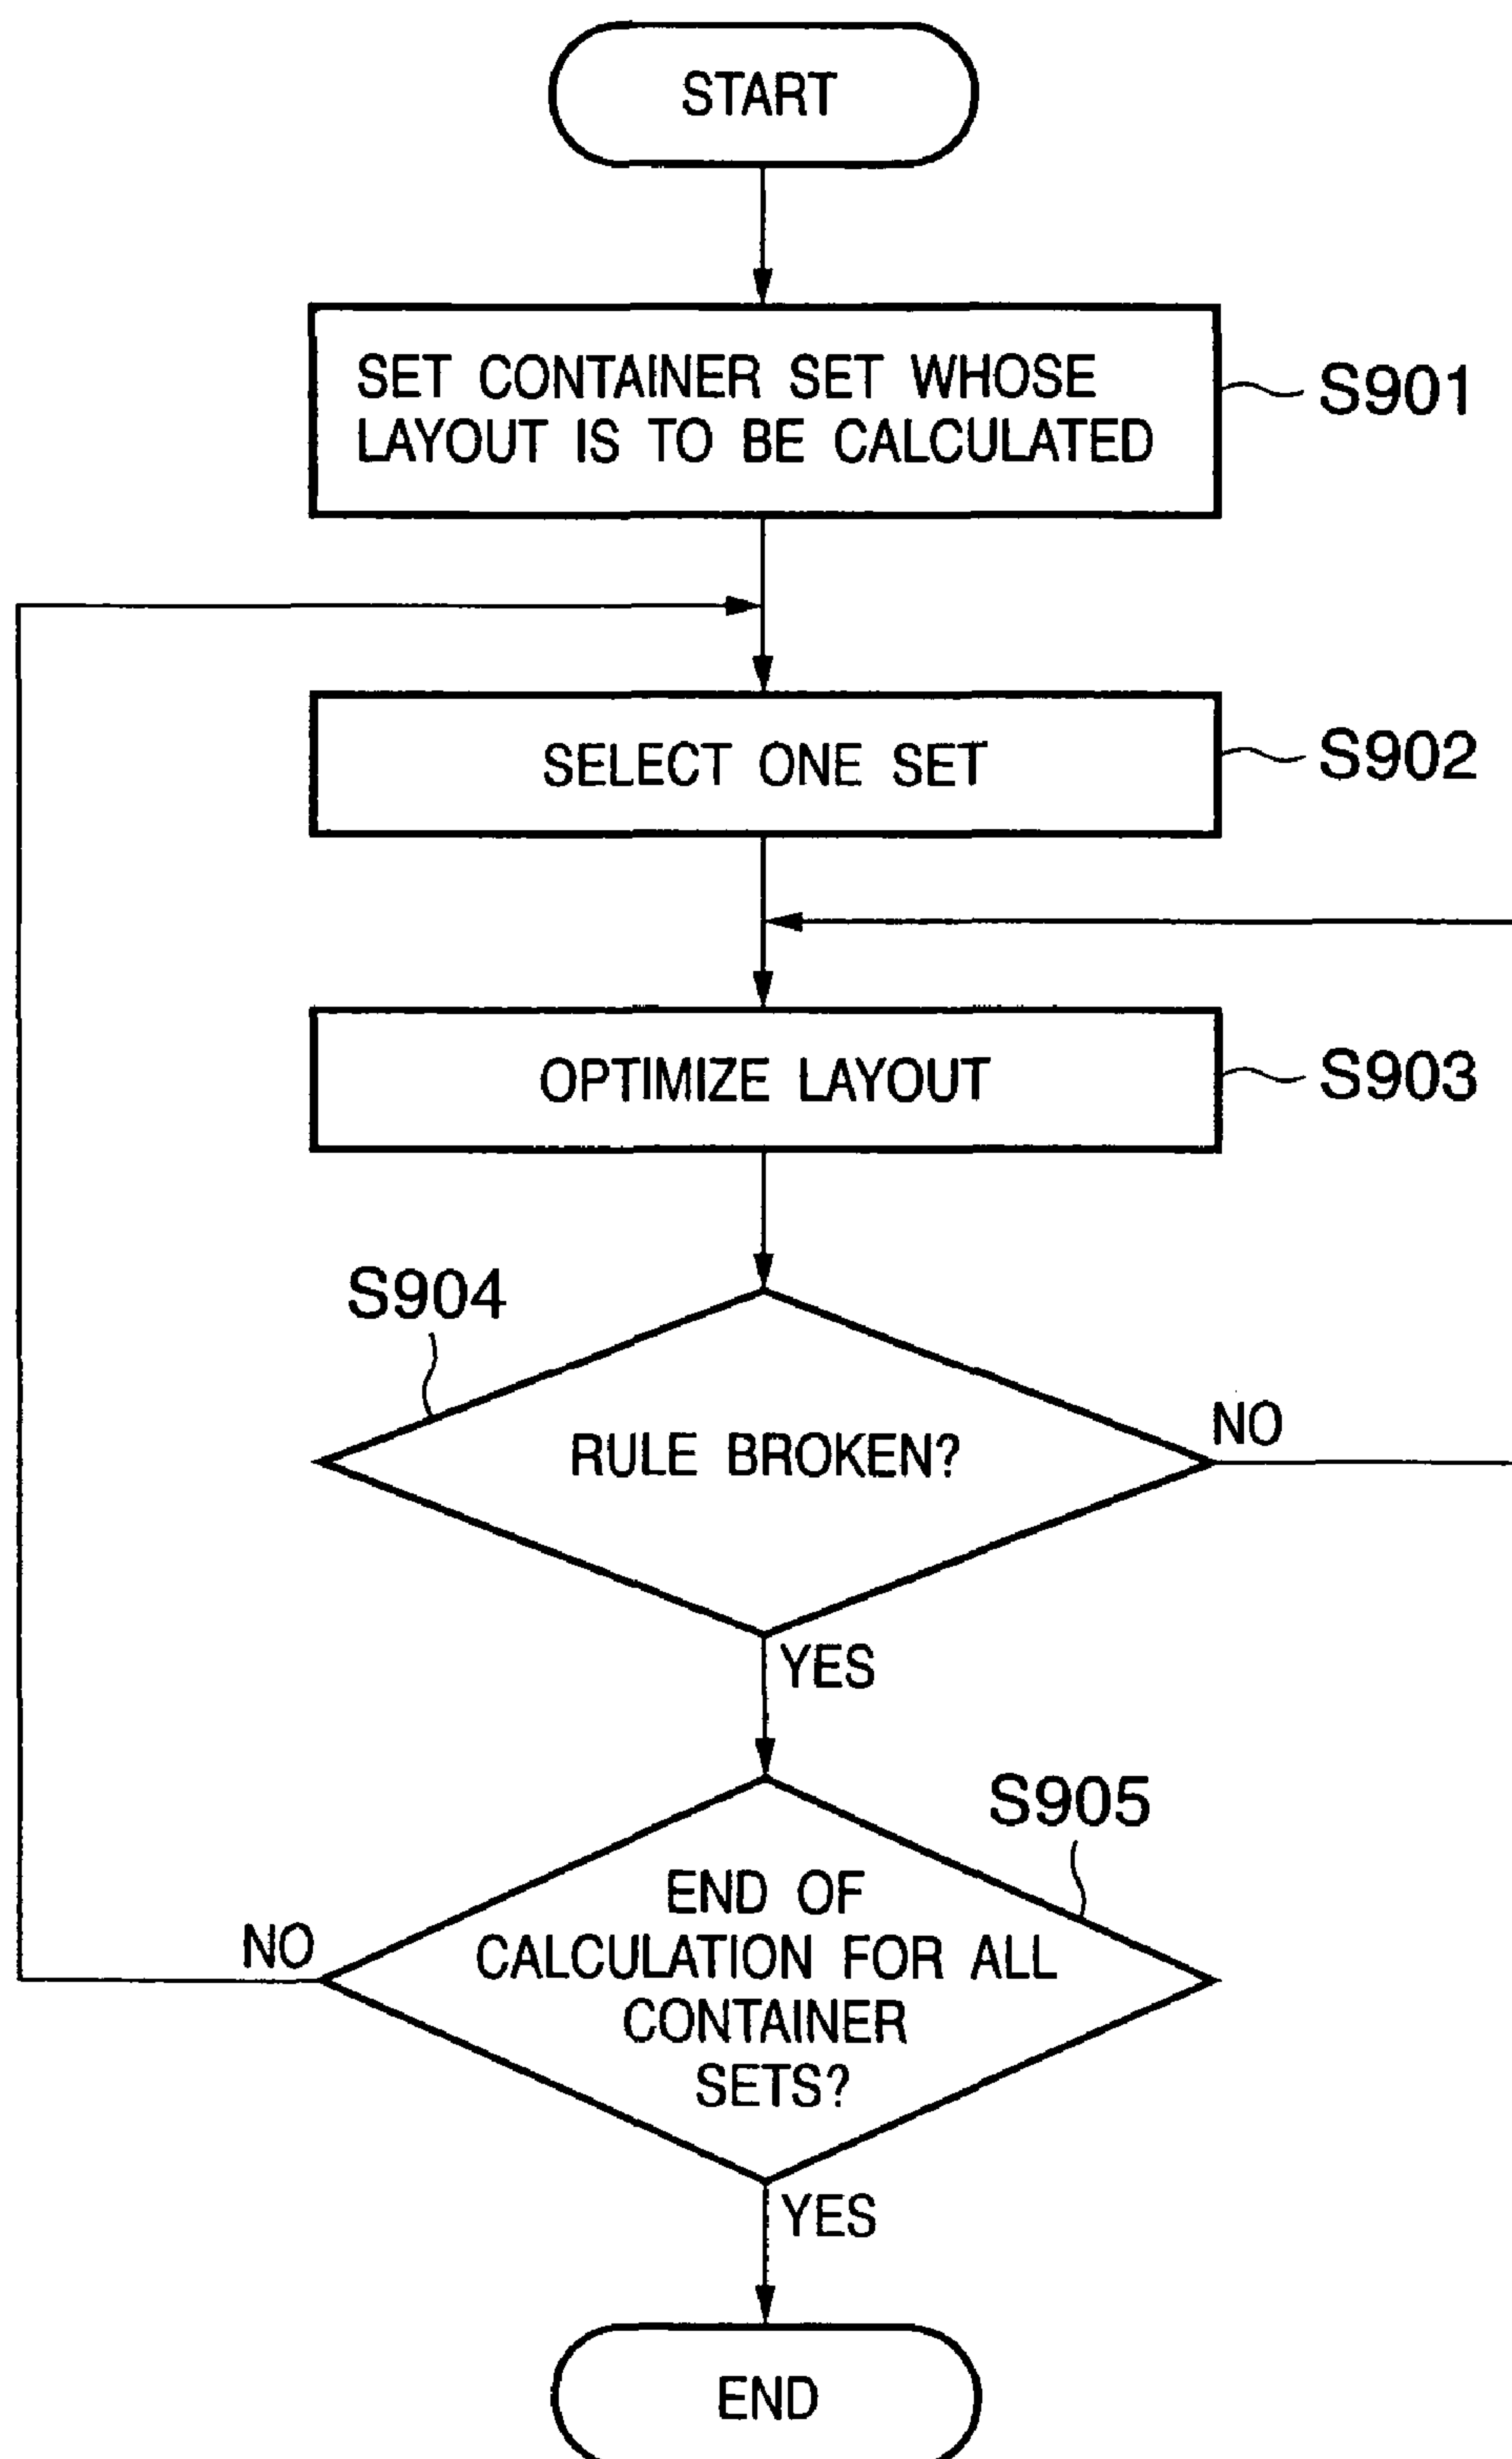 START
SET CONTAINER SET WHOSE
LAYOUT IS TO BE CALCULATED
S901
SELECT ONE SET
S902
OPTIMIZE LAYOUT
S903
S904
RULE BROKEN?
NO
YES
S905
END OF
CALCULATION FOR ALL
CONTAINER
SETS?
NO
YES
END